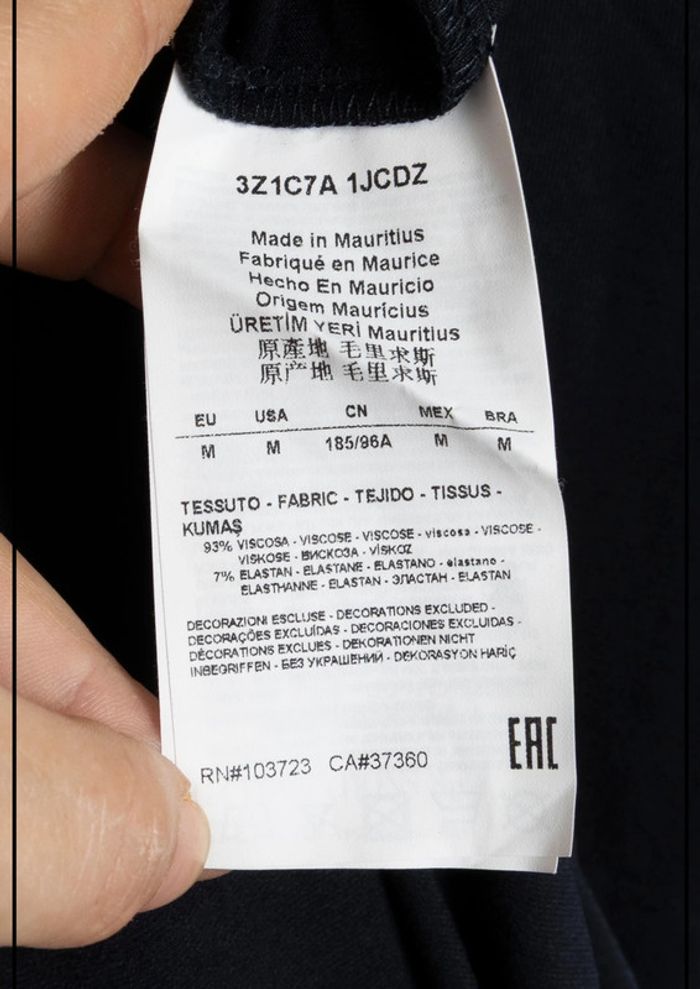 3Z1C7A 1JCDZ
Made in Mauritius
Fabriqué en Maurice
Hecho En Mauricio
Origem Maurícius
ÜRETİM YERİ Mauritius
原產地 毛里求斯
原产地 毛里求斯
EU USA CN MEX BRA
M M 185/96A M M
TESSUTO - FABRIC - TEJIDO - TISSUS -
KUMAŞ
93% VISCOSA - VISCOSE - VISCOSE - viscosa - VISCOSE -
VISKOSE - ВИСКОЗА - VİSKOZ
7% ELASTAN - ELASTANE - ELASTANO - elastano -
ELASTHANNE - ELASTAN - ЭЛАСТАН - ELASTAN
DECORAZIONI ESCLUSE - DECORATIONS EXCLUDED -
DECORAÇÕES EXCLUÍDAS - DECORACIONES EXCLUIDAS -
DÉCORATIONS EXCLUES - DEKORATIONEN NICHT
INBEGRIFFEN - БЕЗ УКРАШЕНИЙ - DEKORASYON HARİÇ
EAC
RN#103723 CA#37360